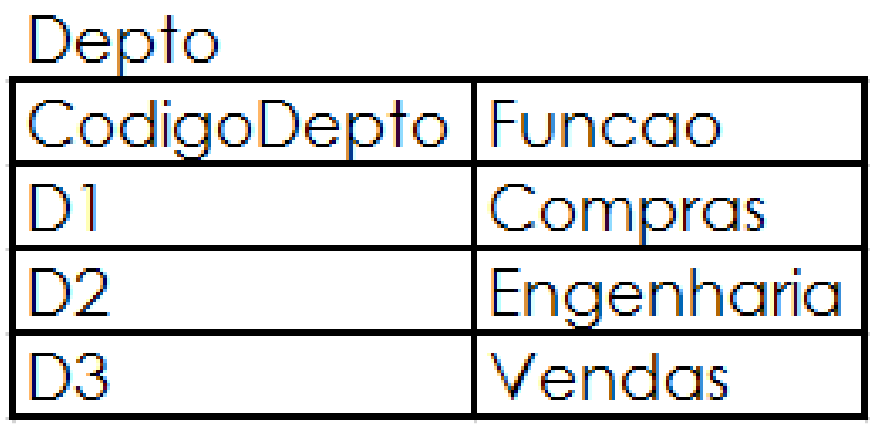 Depto
CodigoDepto Funcao
D1 Compras
D2 Engenharia
D3 Vendas